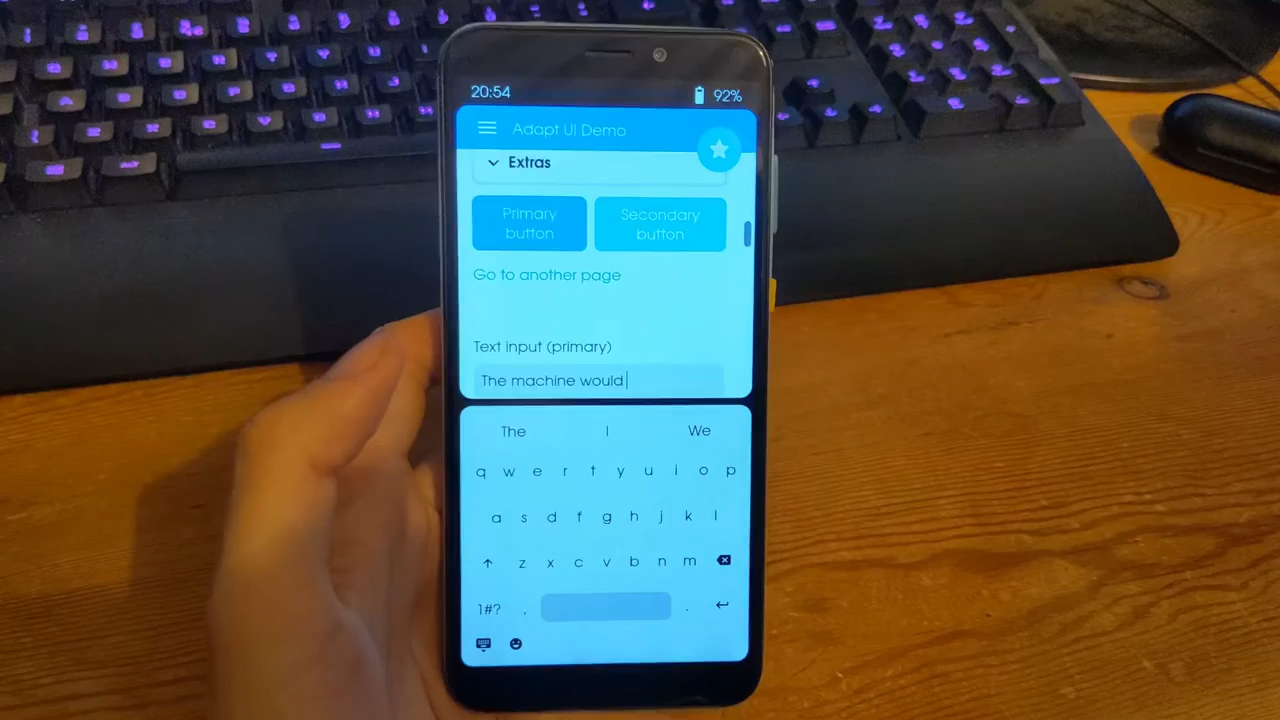 20:54
92%
Adapt UI Demo
Extras
Primary
button
Secondary
button
Go to another page
Text input (primary)
The machine would
The I We
q w e r t y u i o p
a s d f g h j k l
z x c v b n m
1#? , .